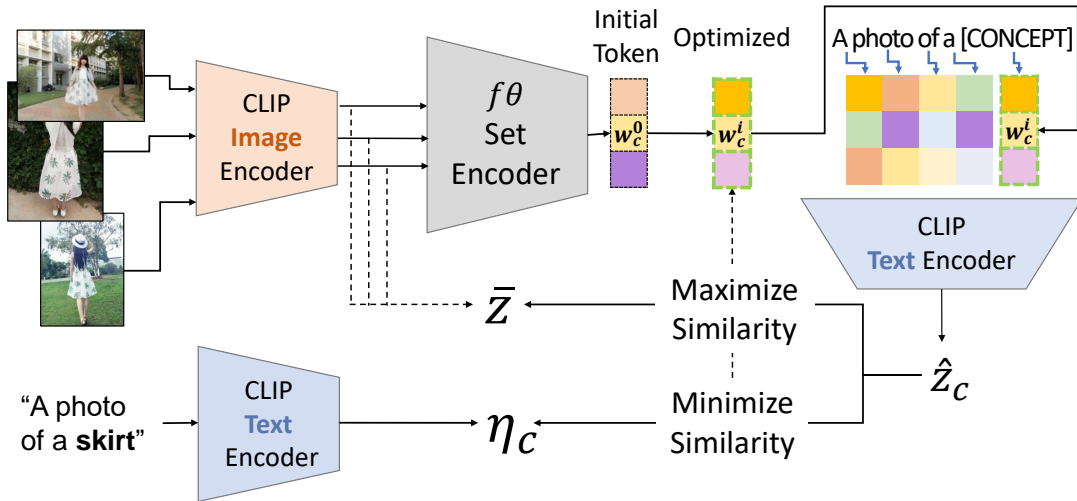 Initial
Token
Optimized
A photo of a [CONCEPT]
CLIP
Image
Encoder
fθ
Set
Encoder
w_c^0
w_c^i
w_c^i
CLIP
Text Encoder
z̄
Maximize
Similarity
ẑ_c
“A photo
of a skirt”
CLIP
Text
Encoder
η_c
Minimize
Similarity